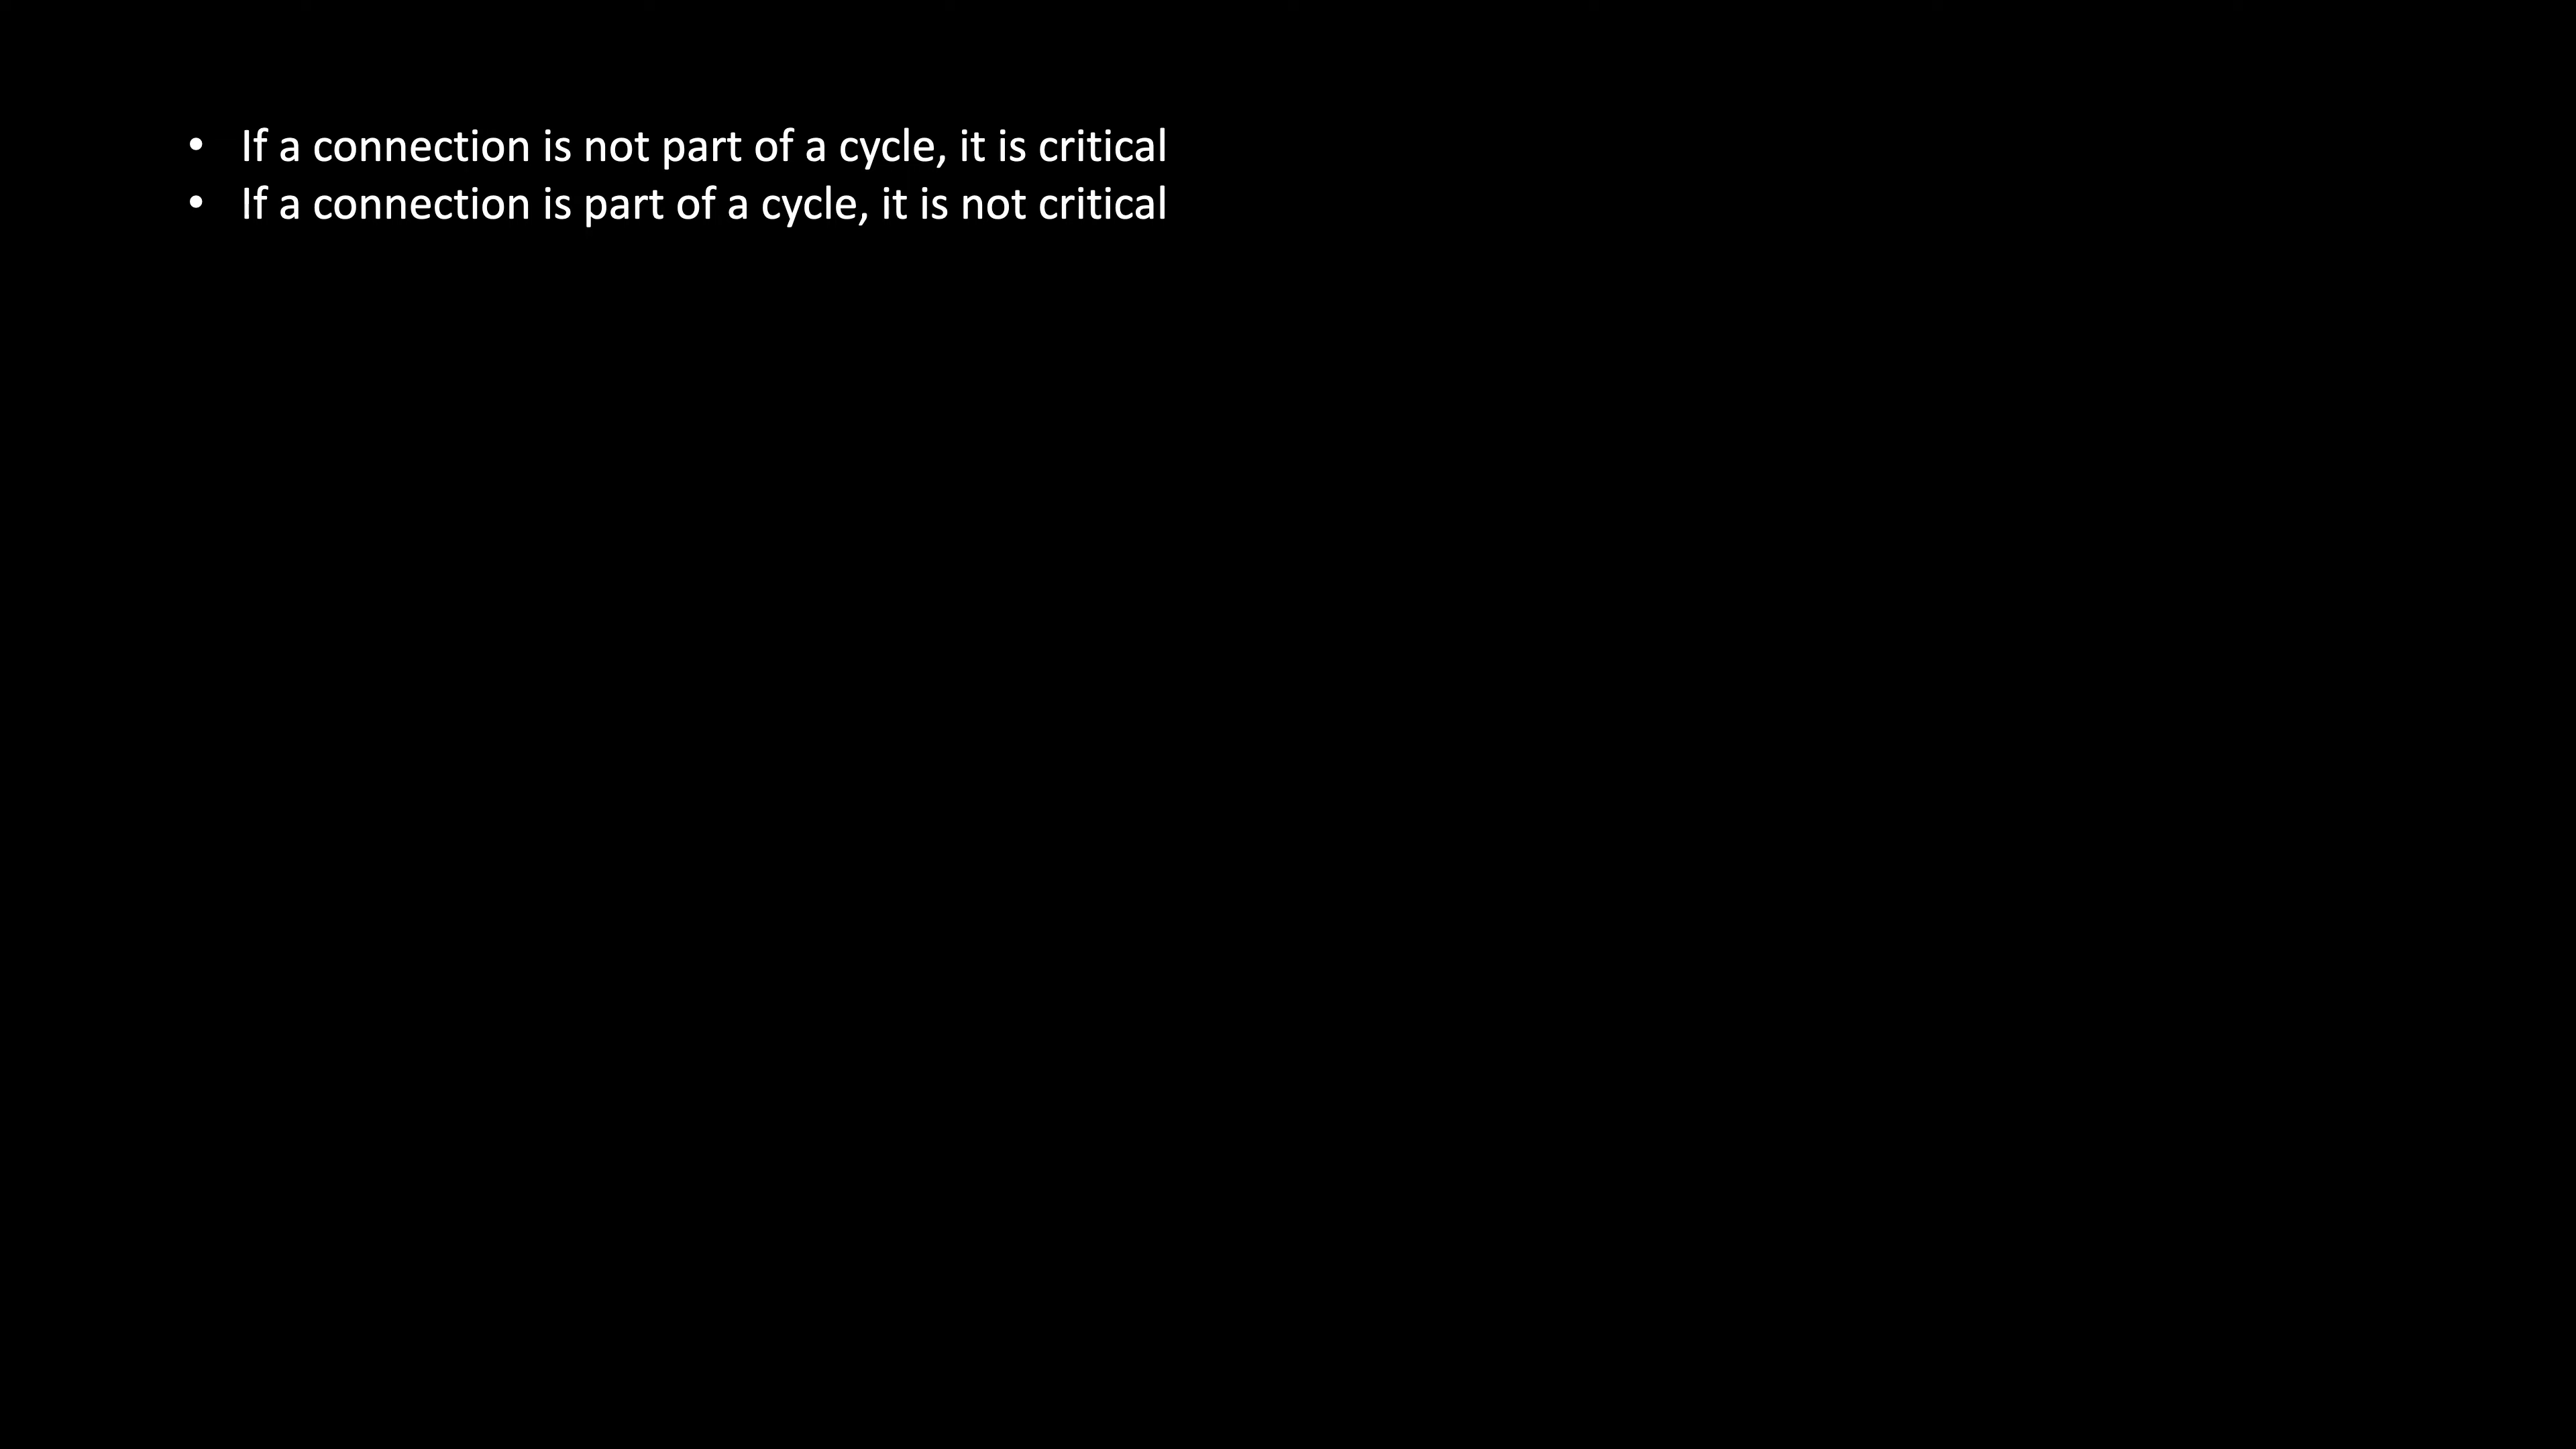 • If a connection is not part of a cycle, it is critical
• If a connection is part of a cycle, it is not critical